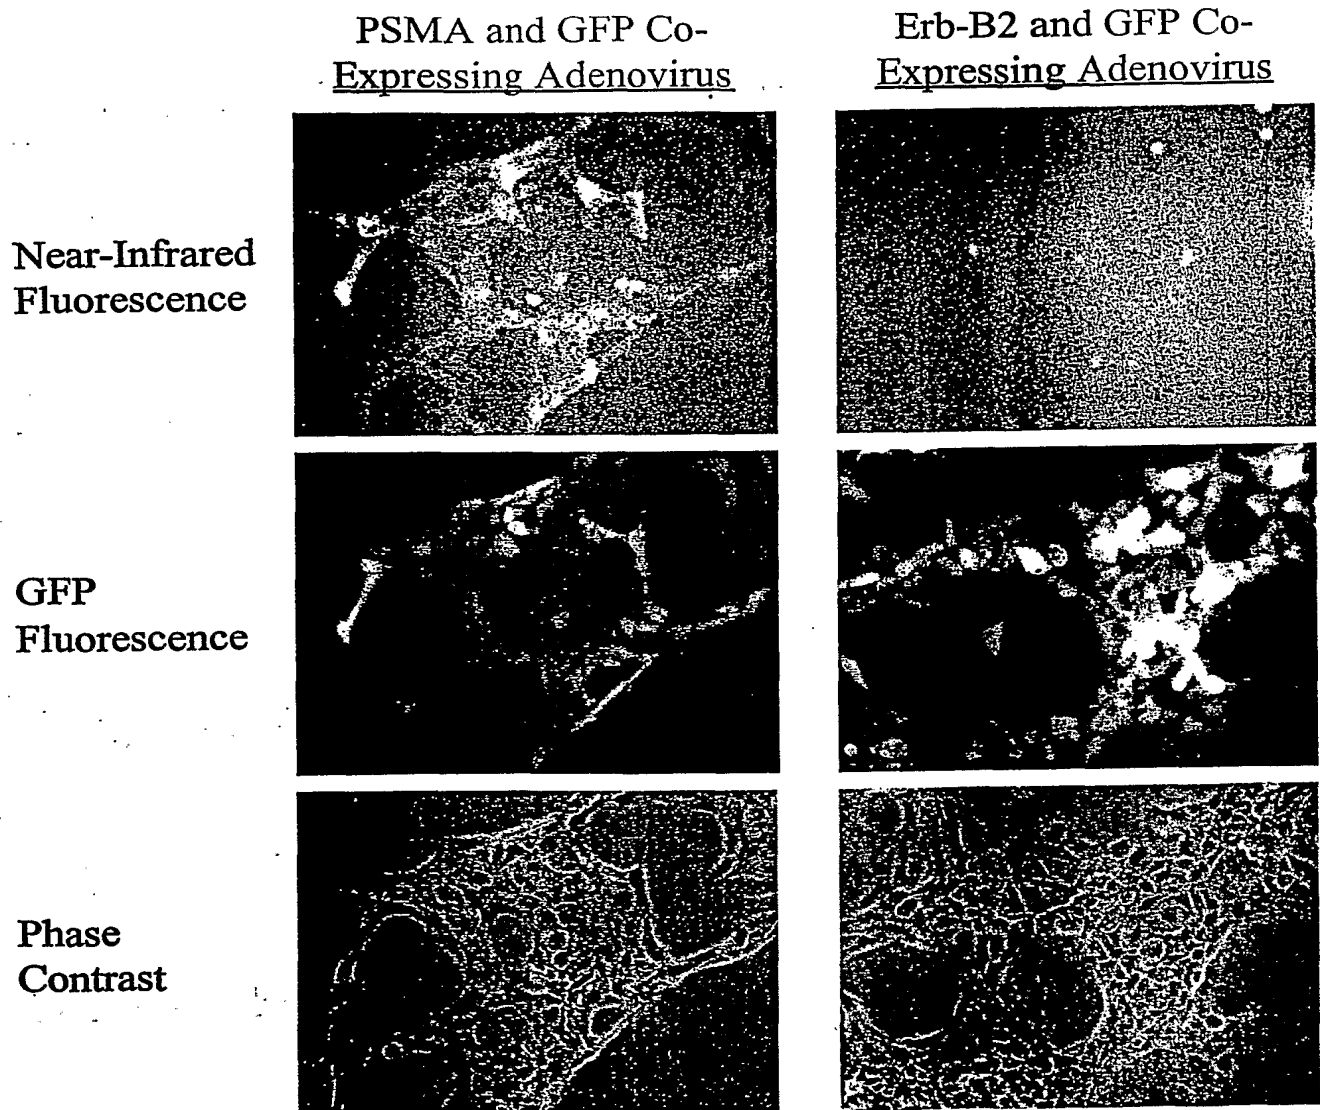 PSMA and GFP Co-
Expressing Adenovirus
Erb-B2 and GFP Co-
Expressing Adenovirus
Near-Infrared
Fluorescence
GFP
Fluorescence
Phase
Contrast